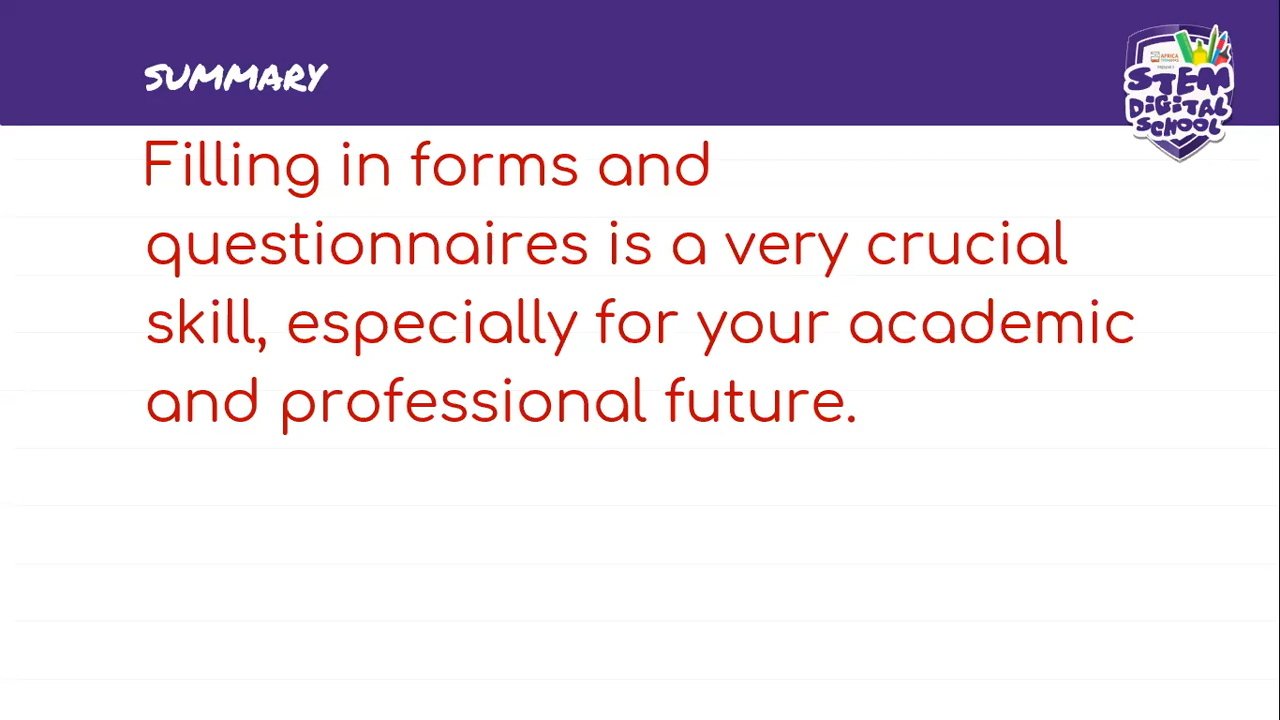 SUMMARY
AFRICA
STEM
DIGITAL
SCHOOL
Filling in forms and
questionnaires is a very crucial
skill, especially for your academic
and professional future.